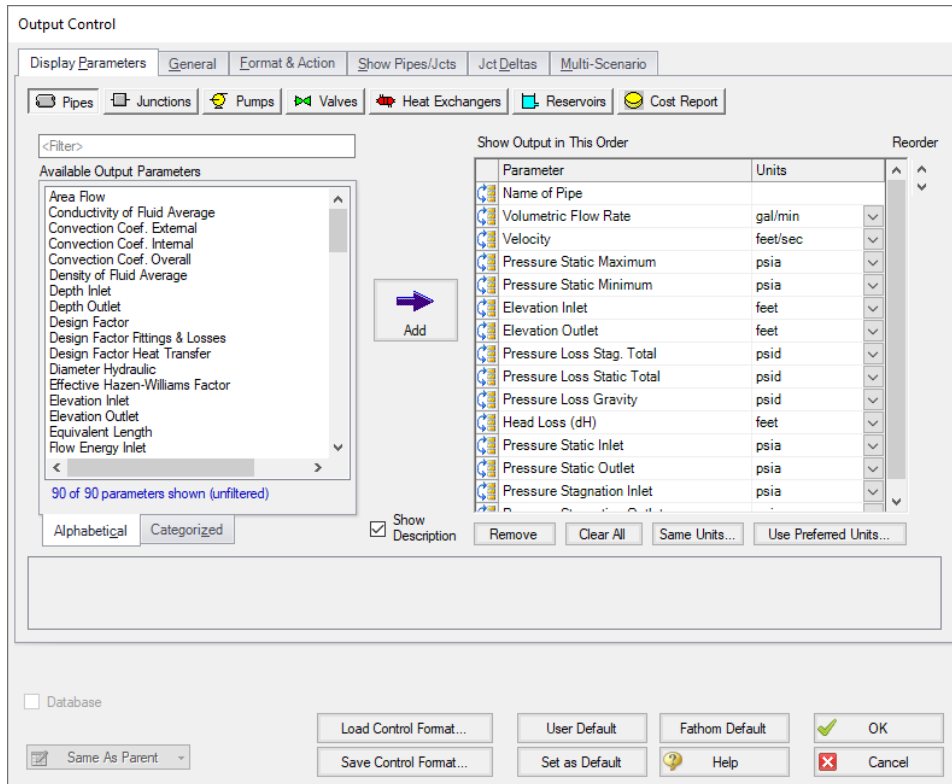 Output Control
Display Parameters
General
Format & Action
Show Pipes/Jcts
Jct Deltas
Multi-Scenario
Pipes
Junctions
Pumps
Valves
Heat Exchangers
Reservoirs
Cost Report
<Filter>
Available Output Parameters
Area Flow
Conductivity of Fluid Average
Convection Coef. External
Convection Coef. Internal
Convection Coef. Overall
Density of Fluid Average
Depth Inlet
Depth Outlet
Design Factor
Design Factor Fittings & Losses
Design Factor Heat Transfer
Diameter Hydraulic
Effective Hazen-Williams Factor
Elevation Inlet
Elevation Outlet
Equivalent Length
Flow Energy Inlet
90 of 90 parameters shown (unfiltered)
Alphabetical
Categorized
Add
Show Description
Show Output in This Order
Reorder
Parameter Units
Name of Pipe
Volumetric Flow Rate gal/min
Velocity feet/sec
Pressure Static Maximum psia
Pressure Static Minimum psia
Elevation Inlet feet
Elevation Outlet feet
Pressure Loss Stag. Total psid
Pressure Loss Static Total psid
Pressure Loss Gravity psid
Head Loss (dH) feet
Pressure Static Inlet psia
Pressure Static Outlet psia
Pressure Stagnation Inlet psia
Remove
Clear All
Same Units...
Use Preferred Units...
Database
Same As Parent
Load Control Format...
User Default
Fathom Default
OK
Save Control Format...
Set as Default
Help
Cancel